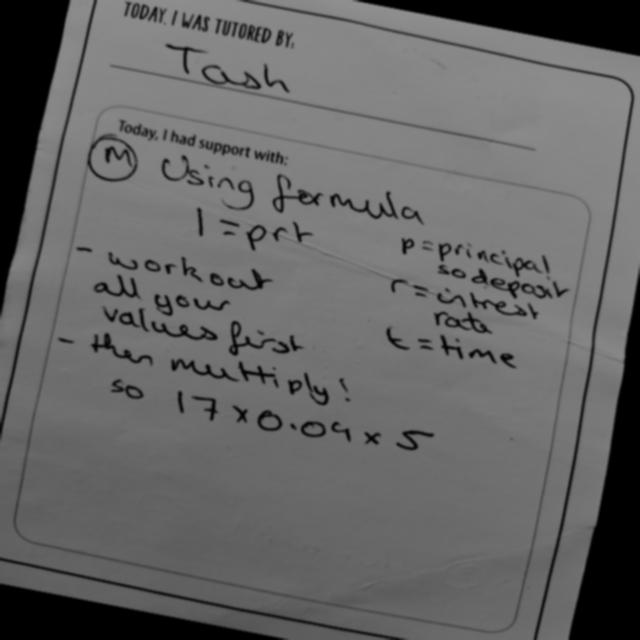 TODAY, I WAS TUTORED BY:
Tash
Today, I had support with:
M Using formula
I = prt
p = principal
so deposit
- workout
all your
values first
r = intrest
rate
t = time
- then multiply!
so 17 x 0.04 x 5